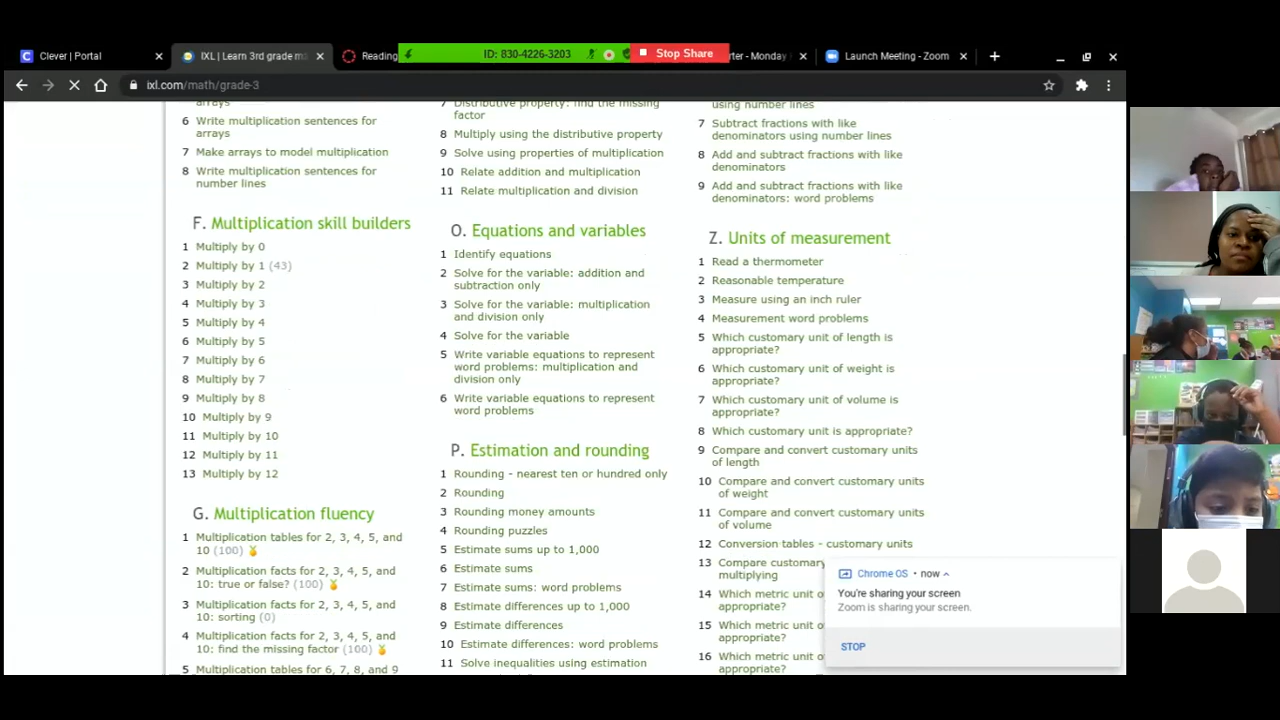 Clever | Portal
IXL | Learn 3rd grade m
Reading
ID: 830-4226-3203
Stop Share
rter - Monday
Launch Meeting - Zoom
ixl.com/math/grade-3
arrays
6 Write multiplication sentences for
arrays
7 Make arrays to model multiplication
8 Write multiplication sentences for
number lines
F. Multiplication skill builders
1 Multiply by 0
2 Multiply by 1 (43)
3 Multiply by 2
4 Multiply by 3
5 Multiply by 4
6 Multiply by 5
7 Multiply by 6
8 Multiply by 7
9 Multiply by 8
10 Multiply by 9
11 Multiply by 10
12 Multiply by 11
13 Multiply by 12
G. Multiplication fluency
1 Multiplication tables for 2, 3, 4, 5, and
10 (100)
2 Multiplication facts for 2, 3, 4, 5, and
10: true or false? (100)
3 Multiplication facts for 2, 3, 4, 5, and
10: sorting (0)
4 Multiplication facts for 2, 3, 4, 5, and
10: find the missing factor (100)
5 Multiplication tables for 6, 7, 8, and 9
7 Distributive property: find the missing
factor
8 Multiply using the distributive property
9 Solve using properties of multiplication
10 Relate addition and multiplication
11 Relate multiplication and division
O. Equations and variables
1 Identify equations
2 Solve for the variable: addition and
subtraction only
3 Solve for the variable: multiplication
and division only
4 Solve for the variable
5 Write variable equations to represent
word problems: multiplication and
division only
6 Write variable equations to represent
word problems
P. Estimation and rounding
1 Rounding - nearest ten or hundred only
2 Rounding
3 Rounding money amounts
4 Rounding puzzles
5 Estimate sums up to 1,000
6 Estimate sums
7 Estimate sums: word problems
8 Estimate differences up to 1,000
9 Estimate differences
10 Estimate differences: word problems
11 Solve inequalities using estimation
using number lines
7 Subtract fractions with like
denominators using number lines
8 Add and subtract fractions with like
denominators
9 Add and subtract fractions with like
denominators: word problems
Z. Units of measurement
1 Read a thermometer
2 Reasonable temperature
3 Measure using an inch ruler
4 Measurement word problems
5 Which customary unit of length is
appropriate?
6 Which customary unit of weight is
appropriate?
7 Which customary unit of volume is
appropriate?
8 Which customary unit is appropriate?
9 Compare and convert customary units
of length
10 Compare and convert customary units
of weight
11 Compare and convert customary units
of volume
12 Conversion tables - customary units
13 Compare customary
multiplying
14 Which metric unit o
appropriate?
15 Which metric unit o
appropriate?
16 Which metric unit o
appropriate?
Chrome OS • now
You're sharing your screen
Zoom is sharing your screen.
STOP